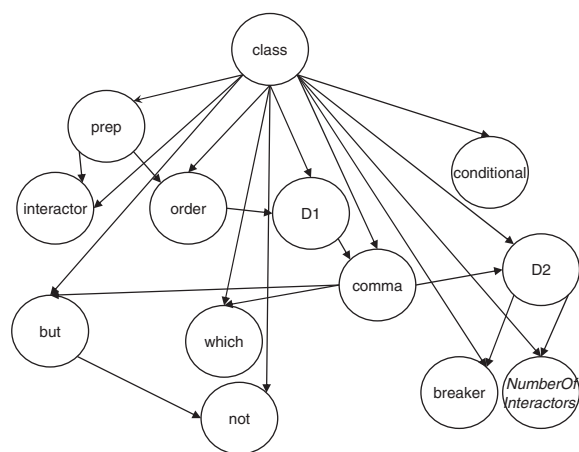 class
prep
conditional
interactor
order
D1
D2
comma
but
which
breaker
NumberOf
Interactors
not